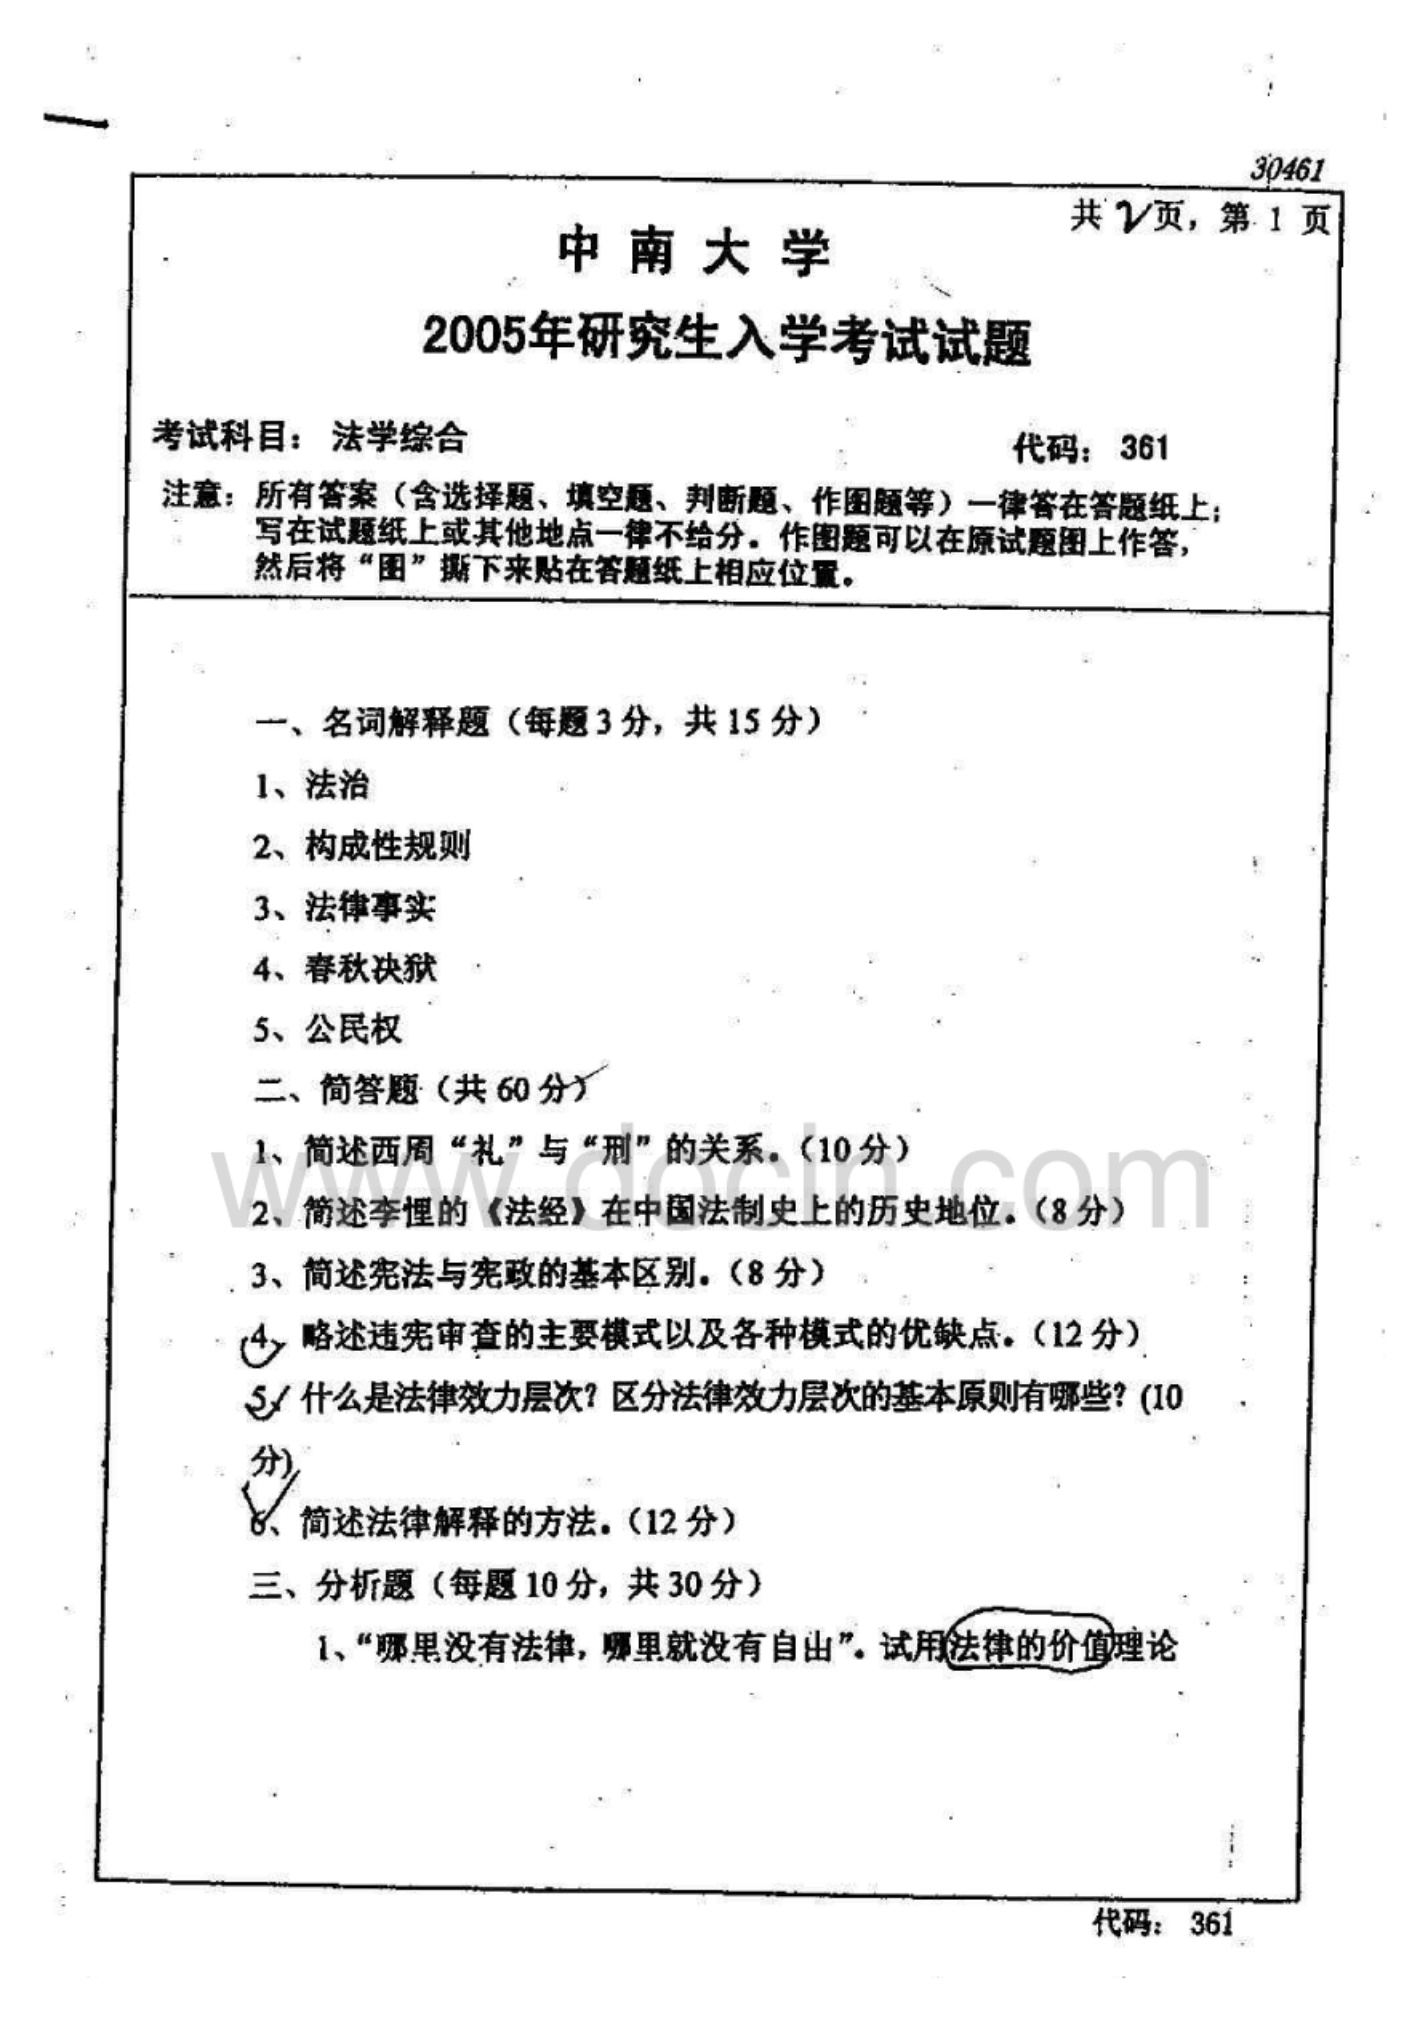 30461
共2页，第 1 页
中 南 大 学
2005年研究生入学考试试题
考试科目： 法学综合 代码： 361
注意：所有答案（含选择题、填空题、判断题、作图题等）一律答在答题纸上；
写在试题纸上或其他地点一律不给分。作图题可以在原试题图上作答，
然后将“图”撕下来贴在答题纸上相应位置。
一、名词解释题（每题 3 分，共 15 分）
1、法治
2、构成性规则
3、法律事实
4、春秋决狱
5、公民权
二、简答题（共 60 分）
1、简述西周“礼”与“刑”的关系。（10 分）
www.docin.com
2、简述李悝的《法经》在中国法制史上的历史地位。（8 分）
3、简述宪法与宪政的基本区别。（8 分）
4、略述违宪审查的主要模式以及各种模式的优缺点。（12 分）
5、什么是法律效力层次？区分法律效力层次的基本原则有哪些？(10
分)
6、简述法律解释的方法。（12 分）
三、分析题（每题 10 分，共 30 分）
1、“哪里没有法律，哪里就没有自由”。试用法律的价值理论
代码： 361